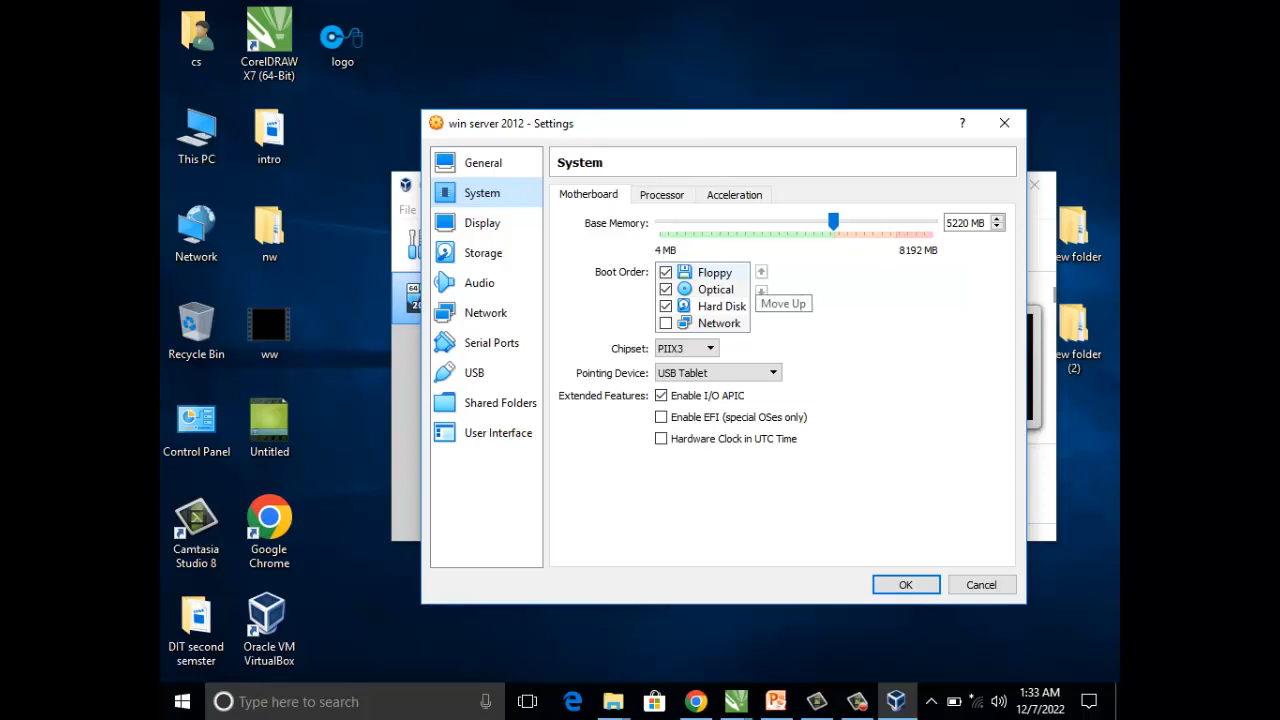 cs
CorelDRAW
X7 (64-Bit)
logo
This PC
intro
Network
nw
Recycle Bin
ww
Control Panel
Untitled
Camtasia
Studio 8
Google
Chrome
DIT second
semster
Oracle VM
VirtualBox
File
64
20
win server 2012 - Settings
?
General
System
Display
Storage
Audio
Network
Serial Ports
USB
Shared Folders
User Interface
System
Motherboard
Processor
Acceleration
Base Memory:
5220 MB
4 MB
8192 MB
Boot Order:
Floppy
Optical
Hard Disk
Network
Move Up
Chipset:
PIIX3
Pointing Device:
USB Tablet
Extended Features:
Enable I/O APIC
Enable EFI (special OSes only)
Hardware Clock in UTC Time
OK
Cancel
ew folder
ew folder
(2)
Type here to search
1:33 AM
12/7/2022